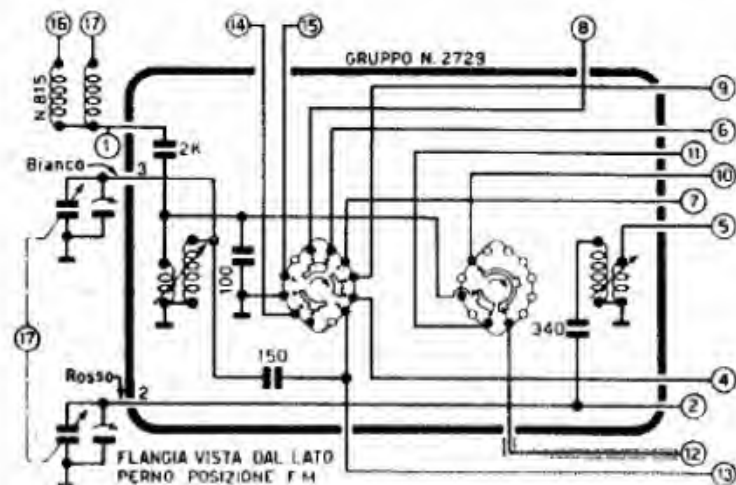 16 17 14 15 8
GRUPPO N. 2729
9
N 815
6
1
2K
11
Bianco 3
10
7
5
100
17
340
150
4
Rosso 2
2
FLANGIA VISTA DAL LATO
PERNO POSIZIONE F M
12
13